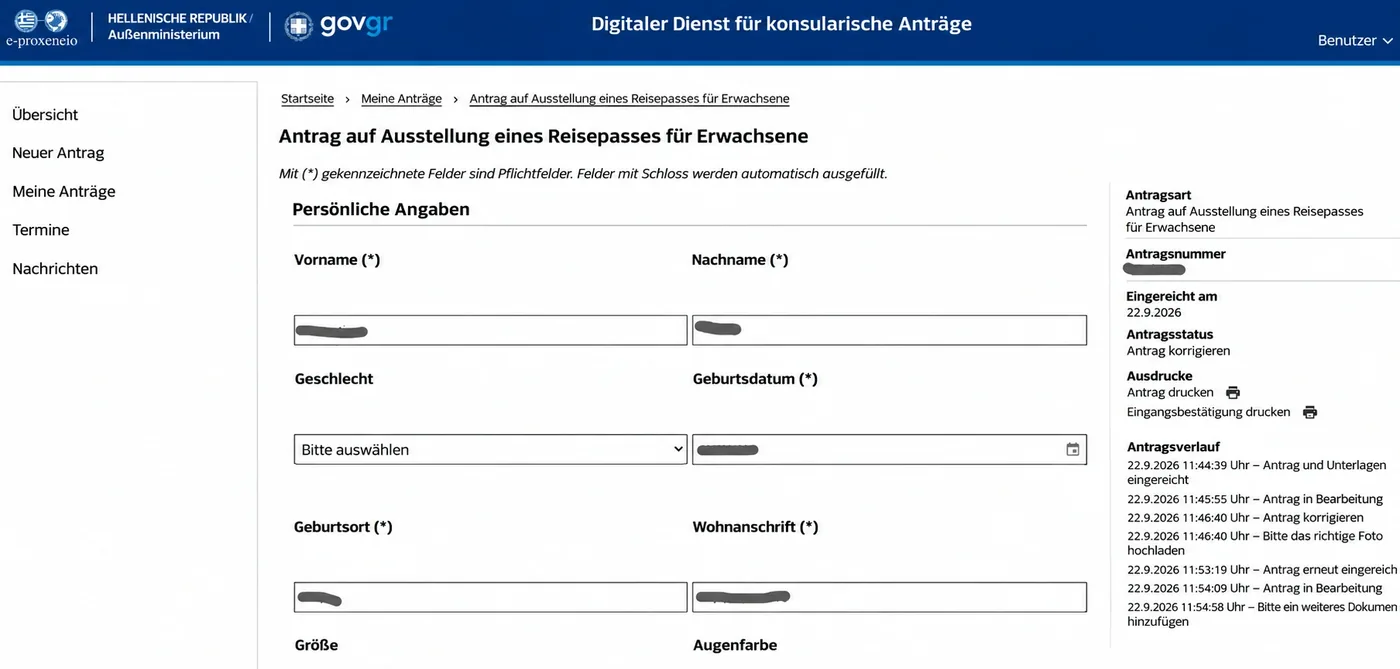 e-proxeneio
HELLENISCHE REPUBLIK/
Außenministerium
govgr
Digitaler Dienst für konsularische Anträge
Benutzer
Übersicht
Neuer Antrag
Meine Anträge
Termine
Nachrichten
Startseite › Meine Anträge › Antrag auf Ausstellung eines Reisepasses für Erwachsene
Antrag auf Ausstellung eines Reisepasses für Erwachsene
Mit (*) gekennzeichnete Felder sind Pflichtfelder. Felder mit Schloss werden automatisch ausgefüllt.
Persönliche Angaben
Vorname (*)
Nachname (*)
Geschlecht
Geburtsdatum (*)
Bitte auswählen
Geburtsort (*)
Wohnanschrift (*)
Größe
Augenfarbe
Antragsart
Antrag auf Ausstellung eines Reisepasses
für Erwachsene
Antragsnummer
Eingereicht am
22.9.2026
Antragsstatus
Antrag korrigieren
Ausdrucke
Antrag drucken
Eingangsbestätigung drucken
Antragsverlauf
22.9.2026 11:44:39 Uhr – Antrag und Unterlagen
eingereicht
22.9.2026 11:45:55 Uhr – Antrag in Bearbeitung
22.9.2026 11:46:40 Uhr – Antrag korrigieren
22.9.2026 11:46:40 Uhr – Bitte das richtige Foto
hochladen
22.9.2026 11:53:19 Uhr – Antrag erneut eingereich
22.9.2026 11:54:09 Uhr – Antrag in Bearbeitung
22.9.2026 11:54:58 Uhr – Bitte ein weiteres Dokumen
hinzufügen